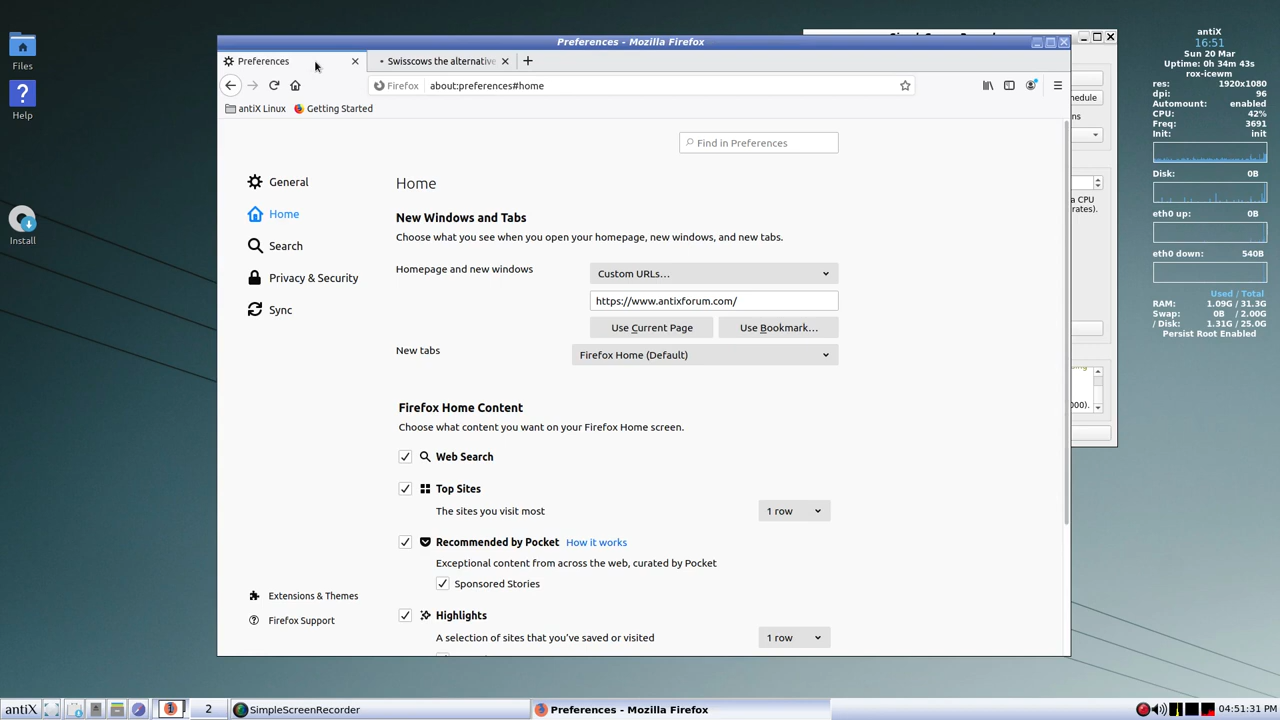 Files
Help
Install
Preferences - Mozilla Firefox
Preferences
Swisscows the alternative
Firefox
about:preferences#home
antiX Linux
Getting Started
Find in Preferences
General
Home
Search
Privacy & Security
Sync
Extensions & Themes
Firefox Support
Home
New Windows and Tabs
Choose what you see when you open your homepage, new windows, and new tabs.
Homepage and new windows
Custom URLs...
https://www.antixforum.com/
Use Current Page
Use Bookmark...
New tabs
Firefox Home (Default)
Firefox Home Content
Choose what content you want on your Firefox Home screen.
Web Search
Top Sites
The sites you visit most
1 row
Recommended by Pocket
How it works
Exceptional content from across the web, curated by Pocket
Sponsored Stories
Highlights
A selection of sites that you've saved or visited
1 row
a CPU
rates).
000).
antiX
16:51
Sun 20 Mar
Uptime: 0h 34m 43s
rox-icewm
res: 1920x1080
dpi: 96
Automount: enabled
CPU: 42%
Freq: 3691
Init: init
Disk: 0B
eth0 up: 0B
eth0 down: 540B
Used / Total
RAM: 1.09G / 31.3G
Swap: 0B / 2.00G
/ Disk: 1.31G / 25.0G
Persist Root Enabled
antiX
1
2
SimpleScreenRecorder
Preferences - Mozilla Firefox
04:51:31 PM